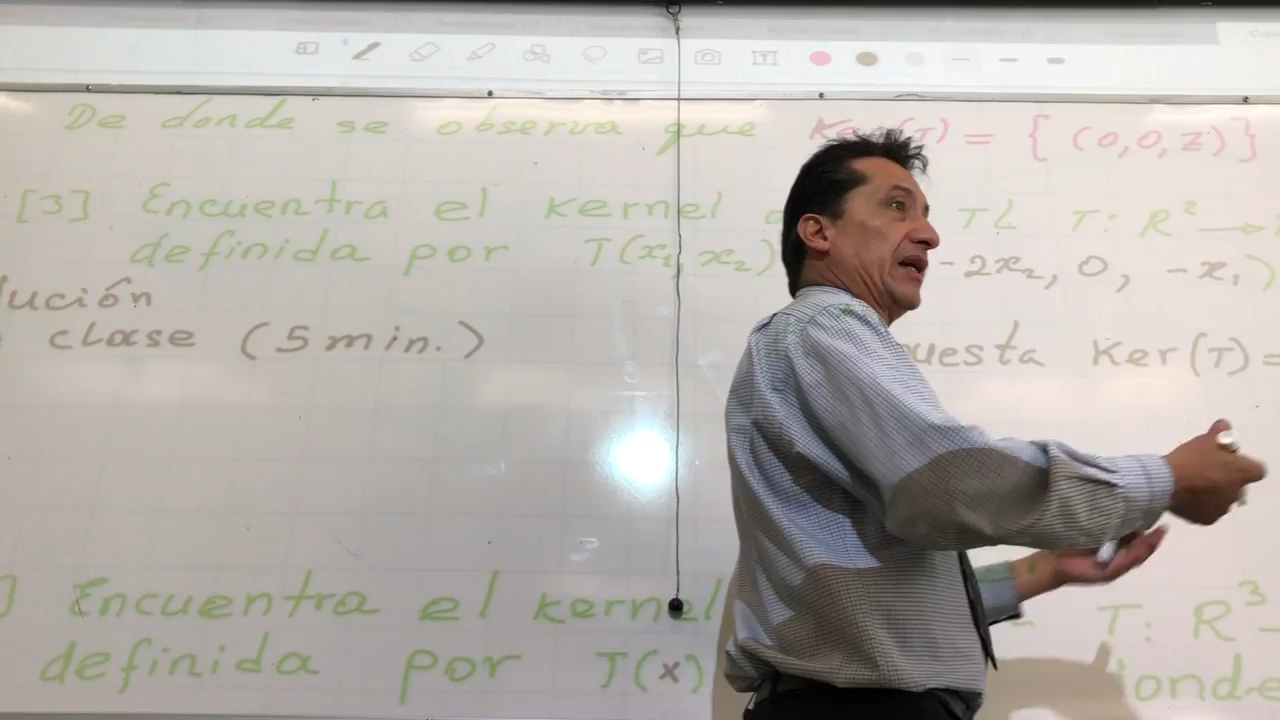 De donde se observa que Ker(T) = { (0,0,z)}
[3] Encuentra el kernel TL T: R² →
definida por T(x₁, x₂) -2x₂, 0, -x₁)
lución
clase (5 min.)
uesta Ker(T)=
] Encuentra el kernel T: R³
definida por T(x) donde